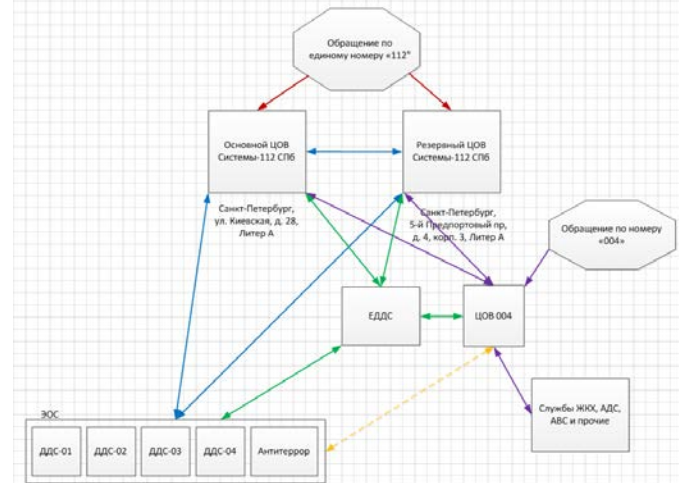 Обращение по
единому номеру «112"
Основной ЦОВ
Системы-112 СПб
Резервный ЦОВ
Системы-112 СПб
Санкт-Петербург,
ул. Киевская, д. 28,
Литер А
Санкт-Петербург,
5-й Предпортовый пр,
д. 4, корп. 3, Литер А
Обращение по номеру
«004»
ЕДДС
ЦОВ 004
Службы ЖКХ, АДС,
АВС и прочие
ЭОС
ДДС-01
ДДС-02
ДДС-03
ДДС-04
Антитеррор